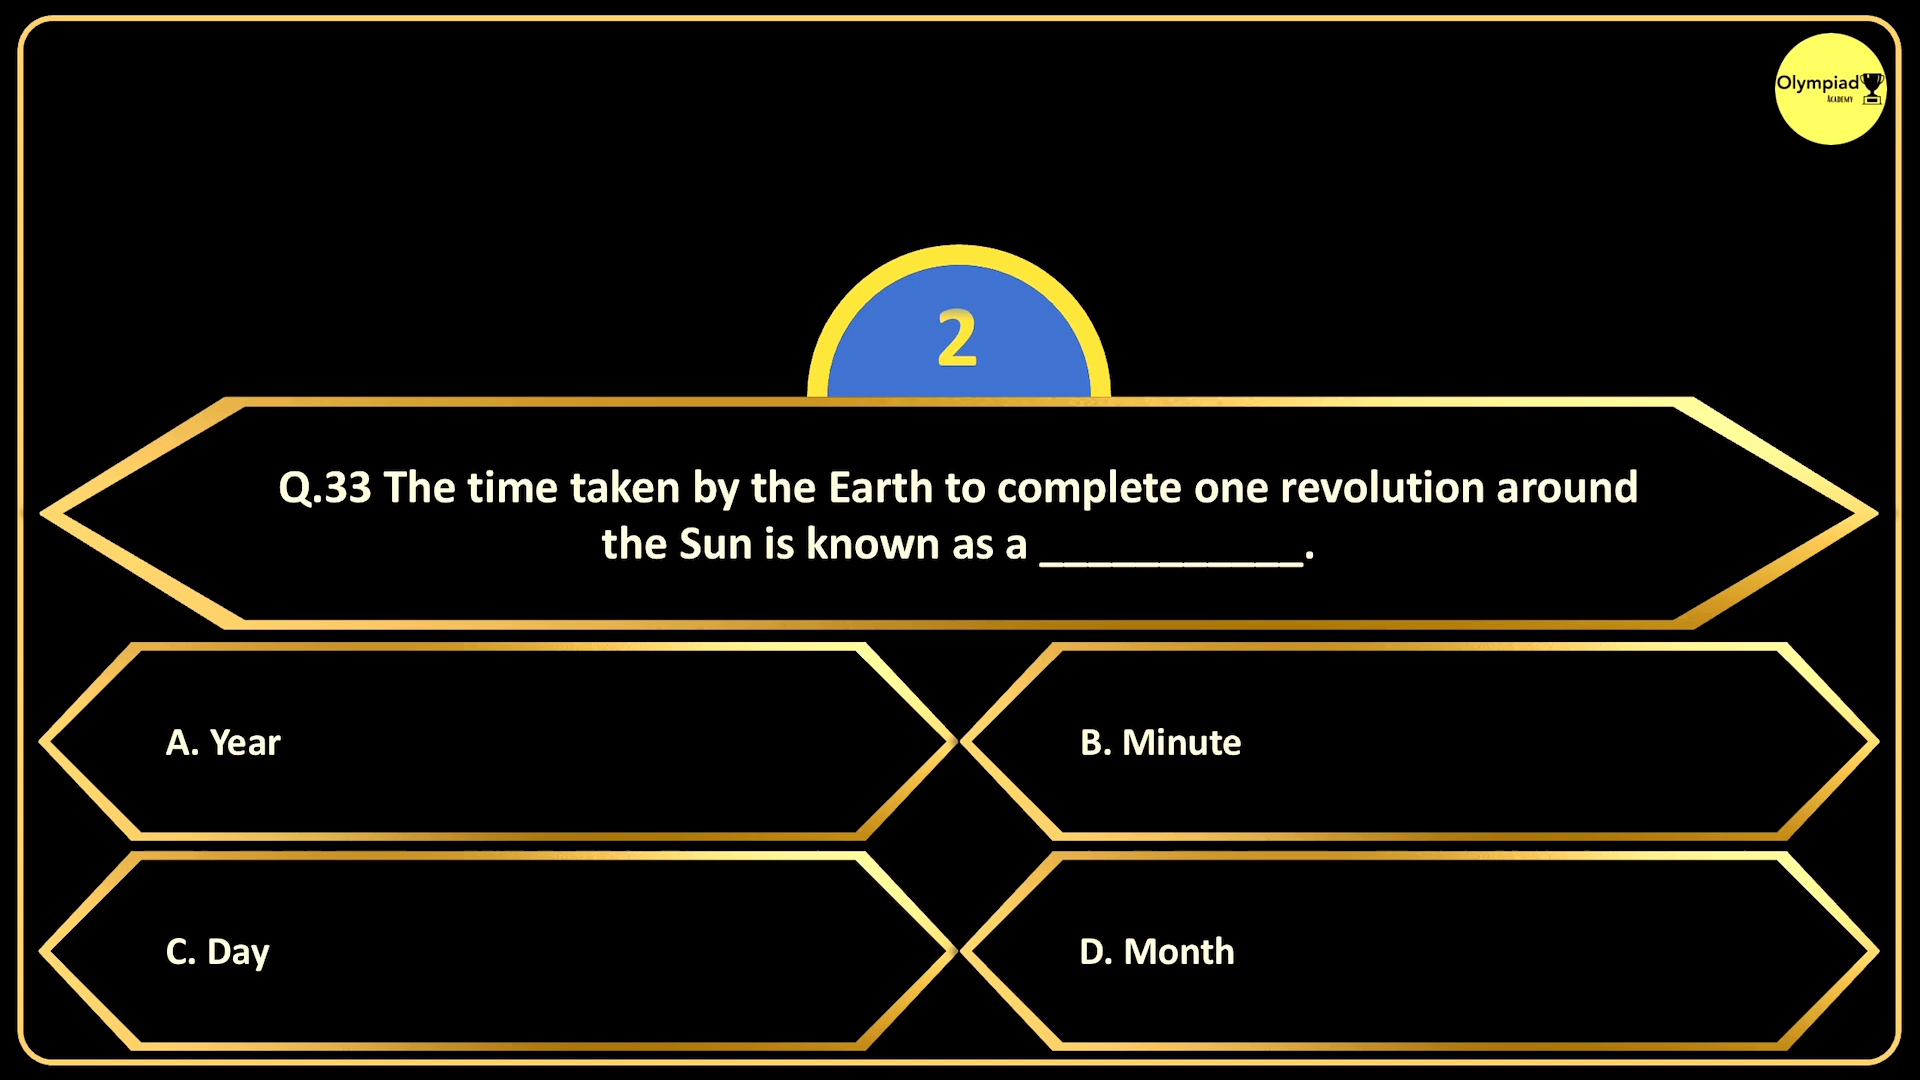 Olympiad
ACADEMY
2
Q.33 The time taken by the Earth to complete one revolution around
the Sun is known as a ___________.
A. Year
B. Minute
C. Day
D. Month